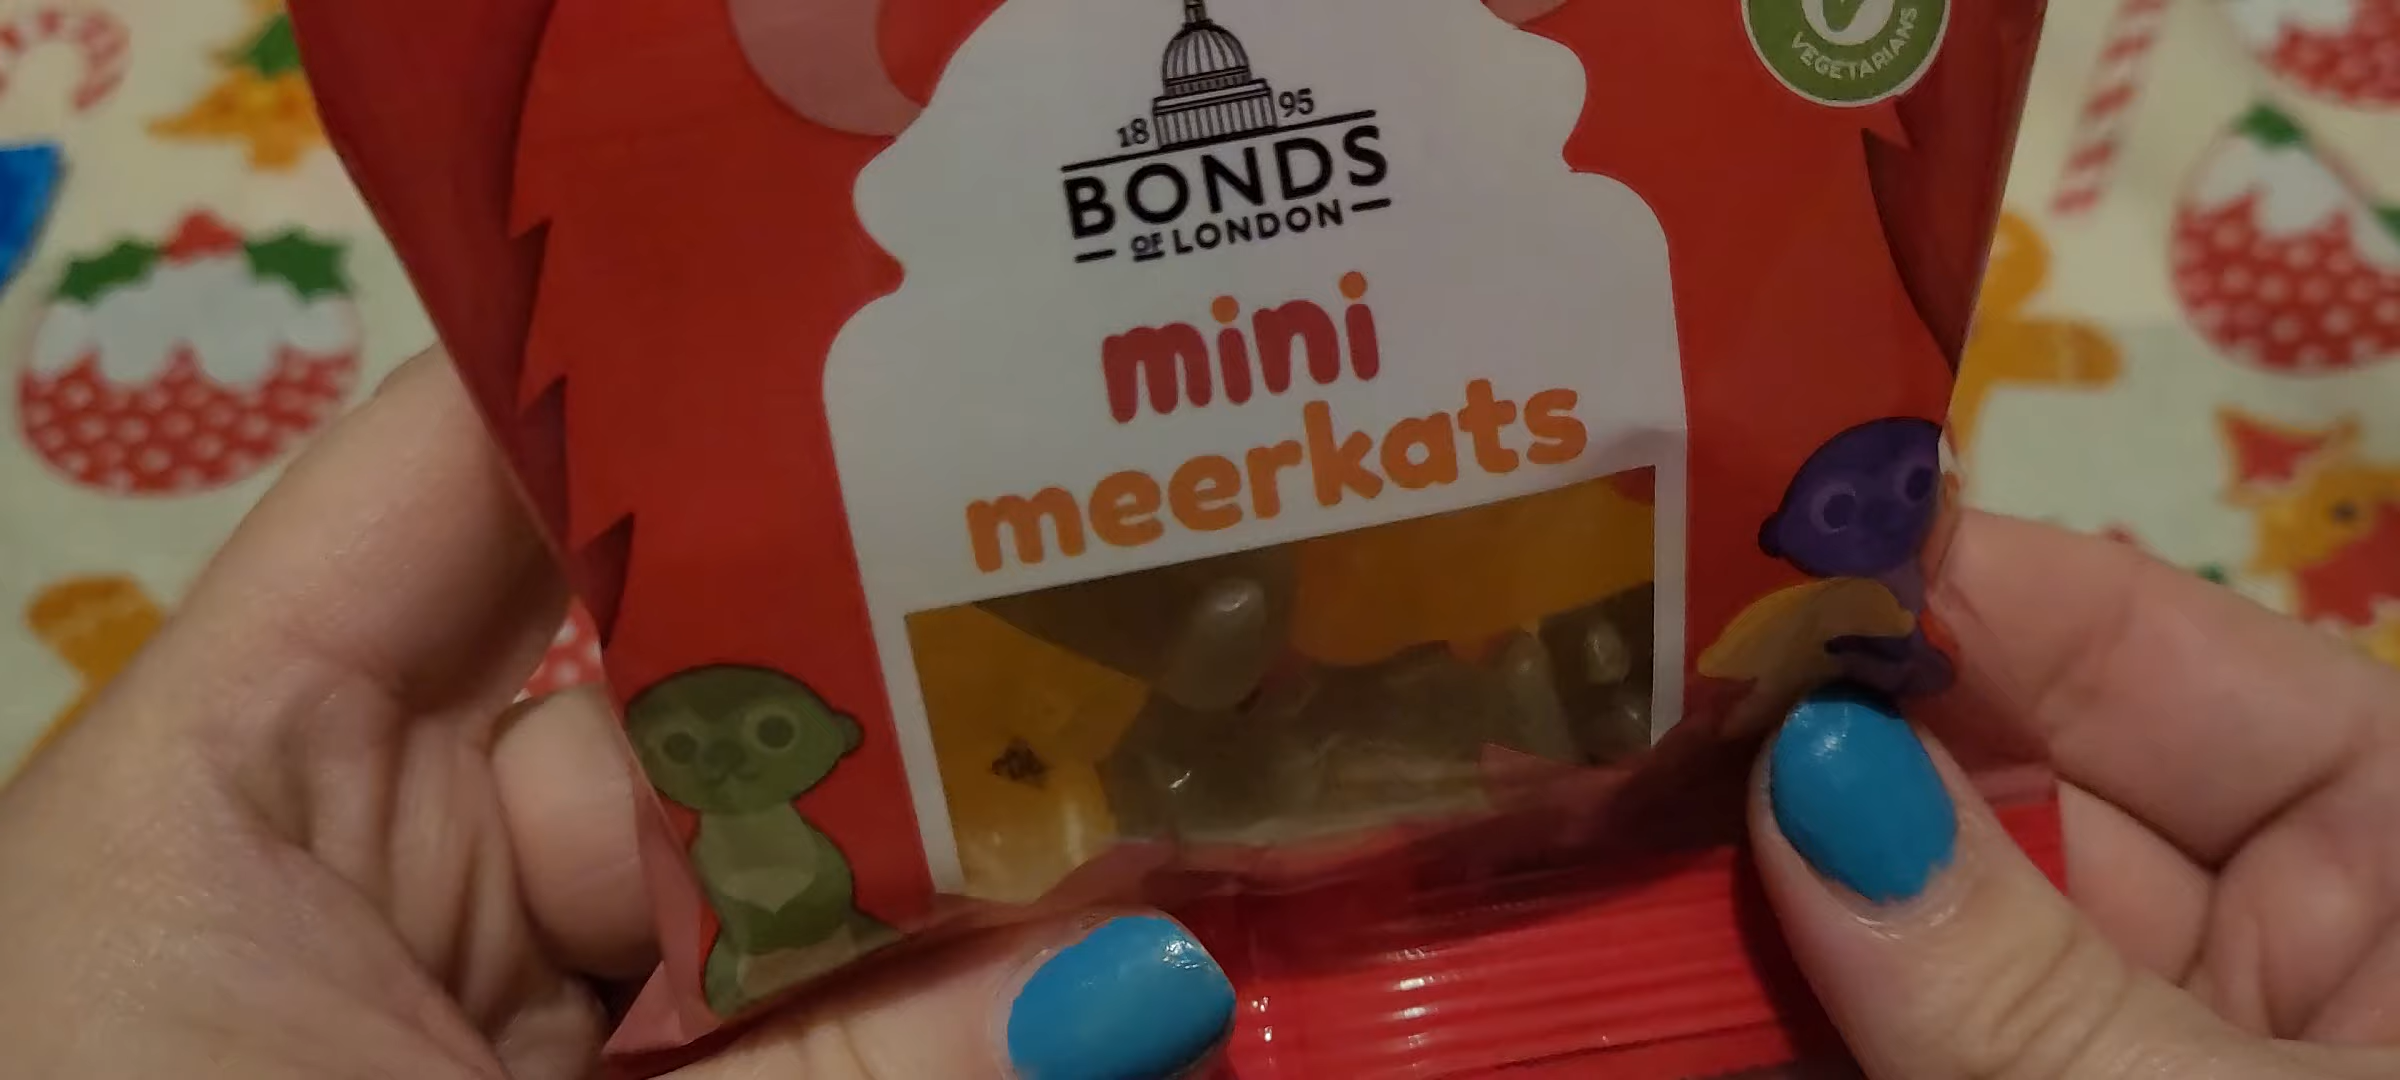 VEGETARIANS
18 95
BONDS
OF LONDON
mini
meerkats